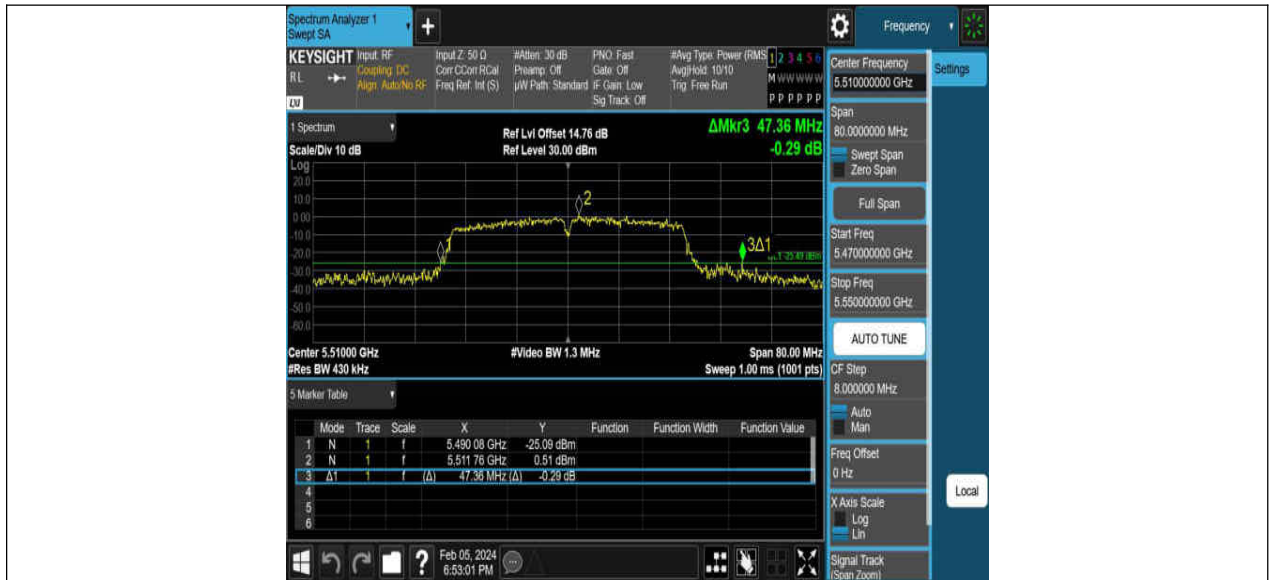 Spectrum Analyzer 1
Swept SA
+
Frequency
KEYSIGHT Input: RF
RL Coupling: DC
Align: Auto/No RF
LXI
Input Z: 50 Ω
Corr CCorr RCal
Freq Ref: Int (S)
#Atten: 30 dB
Preamp: Off
µW Path: Standard
PNO: Fast
Gate: Off
IF Gain: Low
Sig Track: Off
#Avg Type: Power (RMS
Avg|Hold: 10/10
Trig: Free Run
1 2 3 4 5 6
M W W W W W
P P P P P P
Center Frequency
5.510000000 GHz
Settings
Span
80.0000000 MHz
Swept Span
Zero Span
Full Span
Start Freq
5.470000000 GHz
Stop Freq
5.550000000 GHz
AUTO TUNE
CF Step
8.000000 MHz
Auto
Man
Freq Offset
0 Hz
X Axis Scale
Log
Lin
Signal Track
(Span Zoom)
Local
1 Spectrum
Scale/Div 10 dB
Ref Lvl Offset 14.76 dB
Ref Level 30.00 dBm
ΔMkr3 47.36 MHz
-0.29 dB
Log
20.0
10.0
0.00
-10.0
-20.0
-30.0
-40.0
-50.0
-60.0
1
2
3Δ1
-25.49 dBm
Center 5.51000 GHz
#Res BW 430 kHz
#Video BW 1.3 MHz
Span 80.00 MHz
Sweep 1.00 ms (1001 pts)
5 Marker Table
Mode Trace Scale X Y Function Function Width Function Value
1 N 1 f 5.490 08 GHz -25.09 dBm
2 N 1 f 5.511 76 GHz 0.51 dBm
3 Δ1 1 f (Δ) 47.36 MHz (Δ) -0.29 dB
4
5
6
?
Feb 05, 2024
6:53:01 PM